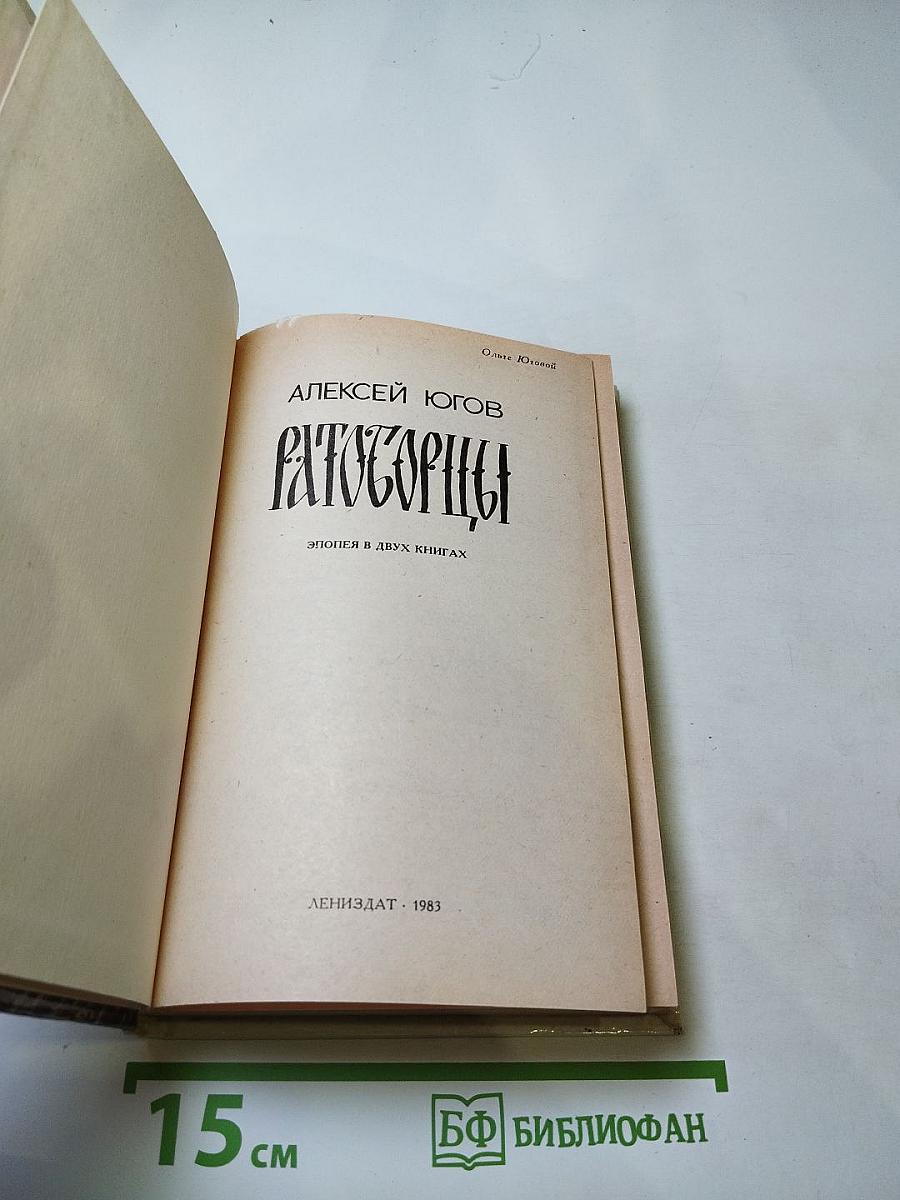 Ольге Юговой
АЛЕКСЕЙ ЮГОВ
РАТОБОРЦЫ
ЭПОПЕЯ В ДВУХ КНИГАХ
ЛЕНИЗДАТ · 1983
15 см
БФ БИБЛИОФАН